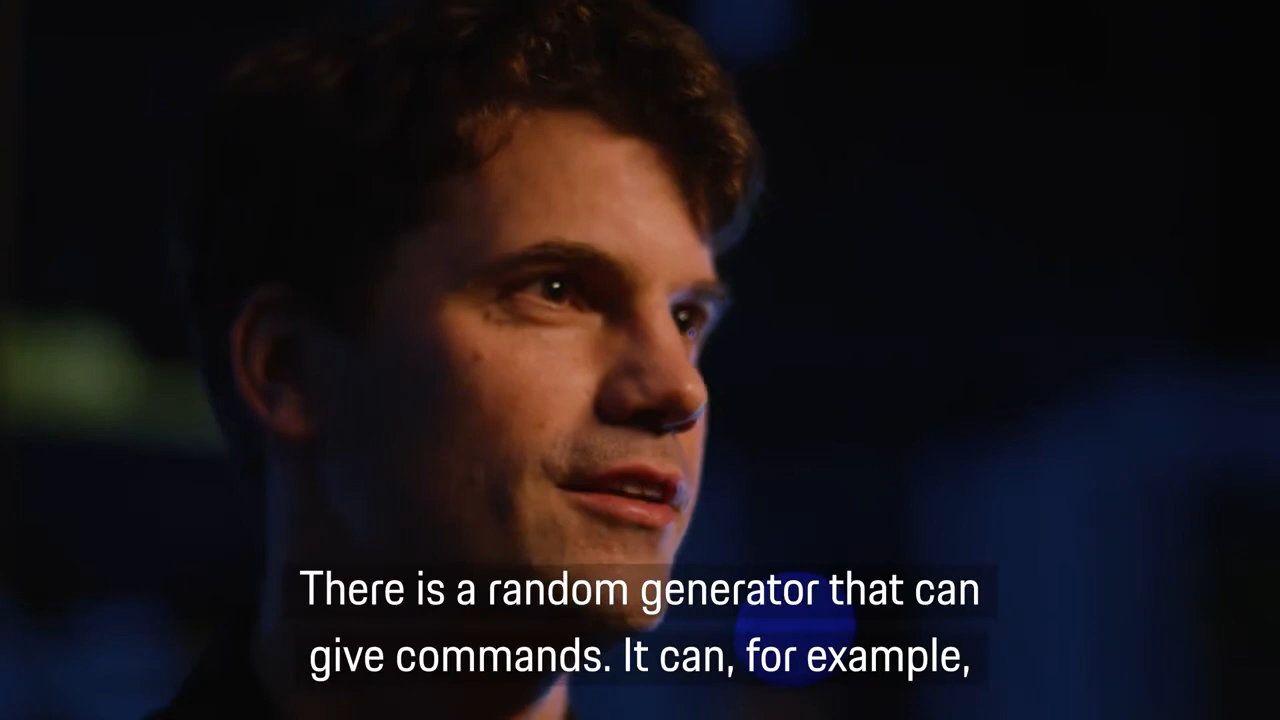 There is a random generator that can
give commands. It can, for example,